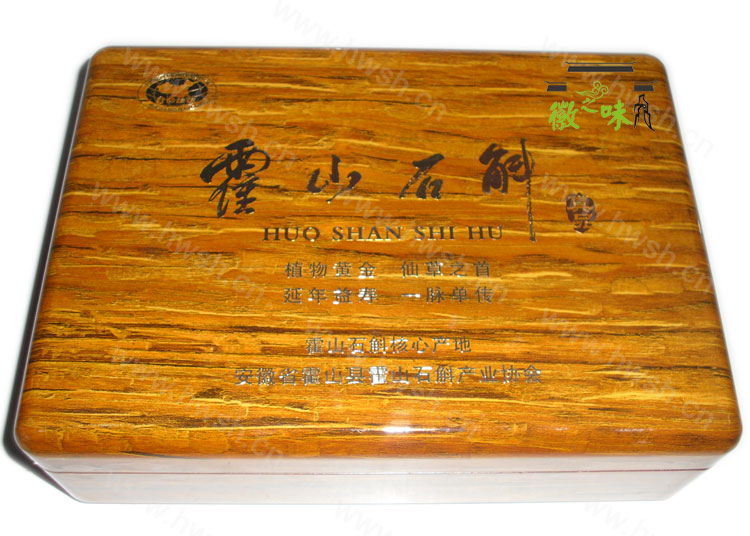 徽之味
霍山石斛
HUO SHAN SHI HU
植物黄金 仙草之首
延年益寿 一脉单传
霍山石斛核心产地
安徽省霍山县霍山石斛产业协会
www.hwsh.cn